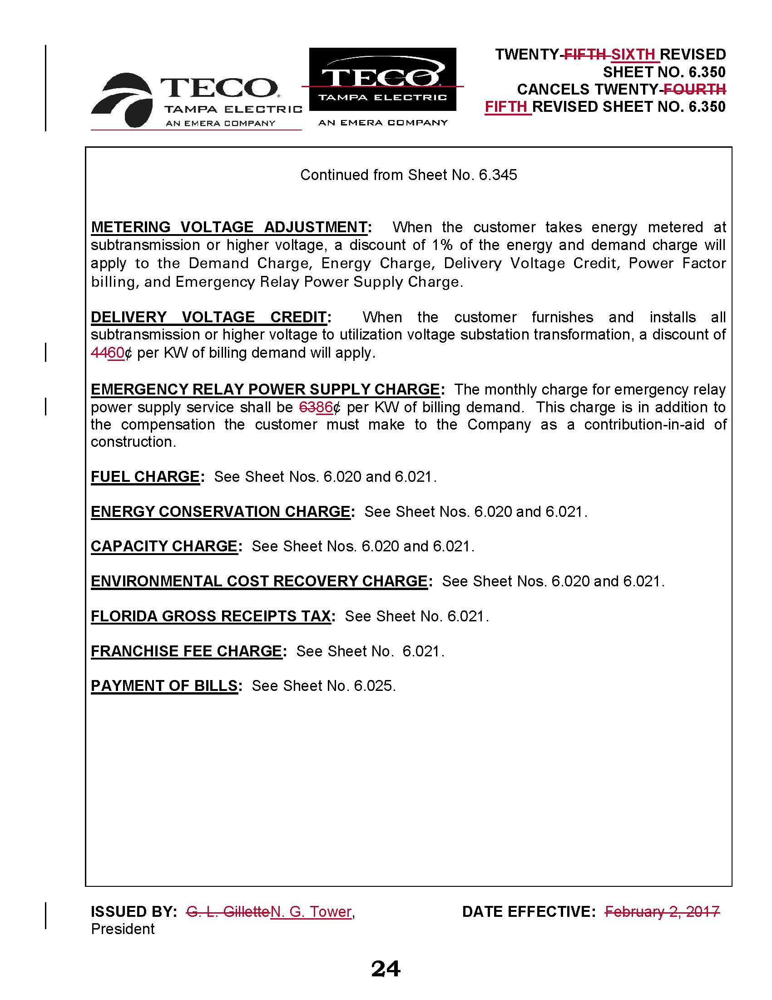 TWENTY-FIFTH SIXTH REVISED
SHEET NO. 6.350
CANCELS TWENTY-FOURTH
FIFTH REVISED SHEET NO. 6.350
TECO.
TAMPA ELECTRIC
AN EMERA COMPANY
TECO.
TAMPA ELECTRIC
AN EMERA COMPANY
Continued from Sheet No. 6.345
METERING VOLTAGE ADJUSTMENT: When the customer takes energy metered at
subtransmission or higher voltage, a discount of 1% of the energy and demand charge will
apply to the Demand Charge, Energy Charge, Delivery Voltage Credit, Power Factor
billing, and Emergency Relay Power Supply Charge.
DELIVERY VOLTAGE CREDIT: When the customer furnishes and installs all
subtransmission or higher voltage to utilization voltage substation transformation, a discount of
4460¢ per KW of billing demand will apply.
EMERGENCY RELAY POWER SUPPLY CHARGE: The monthly charge for emergency relay
power supply service shall be 6386¢ per KW of billing demand. This charge is in addition to
the compensation the customer must make to the Company as a contribution-in-aid of
construction.
FUEL CHARGE: See Sheet Nos. 6.020 and 6.021.
ENERGY CONSERVATION CHARGE: See Sheet Nos. 6.020 and 6.021.
CAPACITY CHARGE: See Sheet Nos. 6.020 and 6.021.
ENVIRONMENTAL COST RECOVERY CHARGE: See Sheet Nos. 6.020 and 6.021.
FLORIDA GROSS RECEIPTS TAX: See Sheet No. 6.021.
FRANCHISE FEE CHARGE: See Sheet No. 6.021.
PAYMENT OF BILLS: See Sheet No. 6.025.
ISSUED BY: G. L. GilletteN. G. Tower,
President
DATE EFFECTIVE: February 2, 2017
24